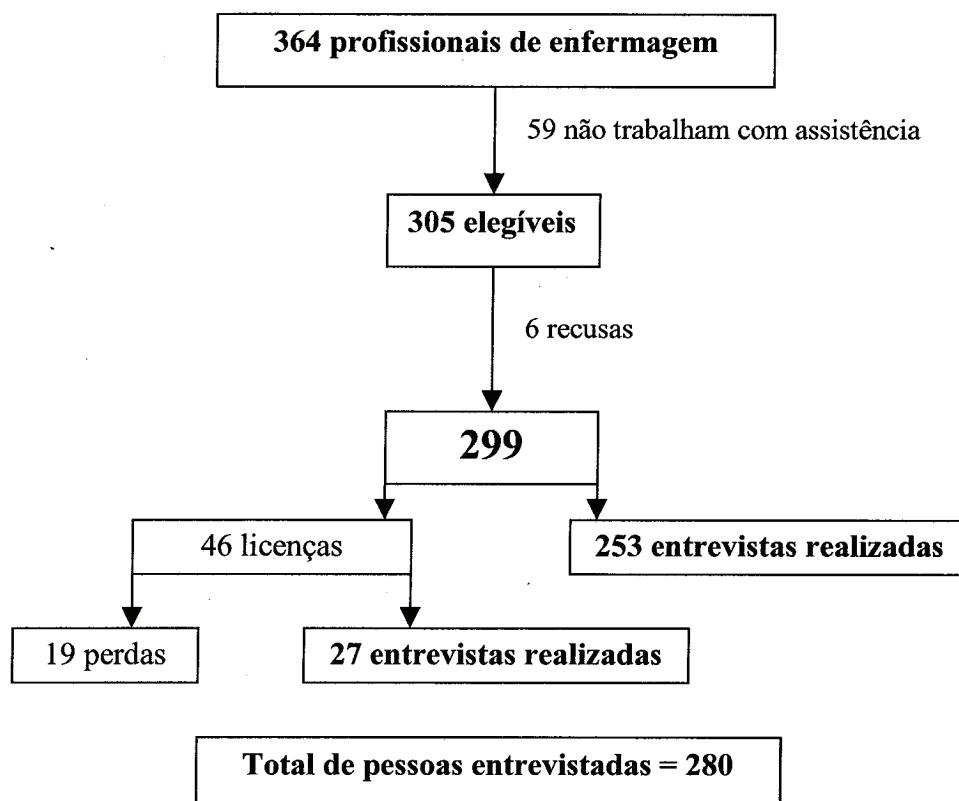 364 profissionais de enfermagem
59 não trabalham com assistência
305 elegíveis
6 recusas
299
46 licenças
253 entrevistas realizadas
19 perdas
27 entrevistas realizadas
Total de pessoas entrevistadas = 280